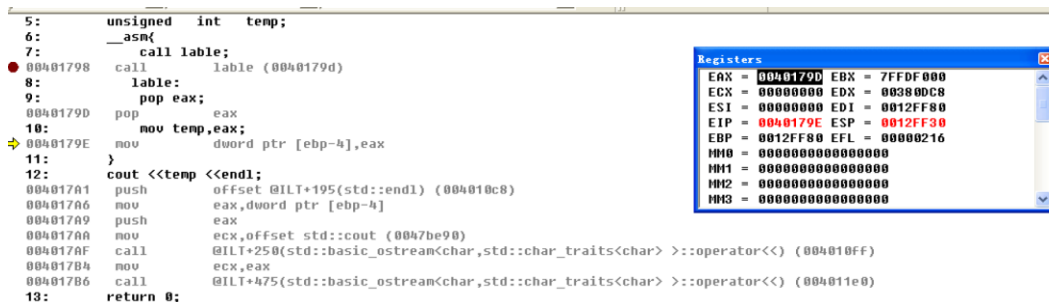 5: unsigned int temp;
6: __asm{
7: call lable;
00401798 call lable (0040179d)
8: lable:
9: pop eax;
0040179D pop eax
10: mov temp,eax;
0040179E mov dword ptr [ebp-4],eax
11: }
12: cout <<temp <<endl;
004017A1 push offset @ILT+195(std::endl) (004010c8)
004017A6 mov eax,dword ptr [ebp-4]
004017A9 push eax
004017AA mov ecx,offset std::cout (0047be90)
004017AF call @ILT+250(std::basic_ostream<char,std::char_traits<char> >::operator<<) (004010ff)
004017B4 mov ecx,eax
004017B6 call @ILT+475(std::basic_ostream<char,std::char_traits<char> >::operator<<) (004011e0)
13: return 0;
Registers
EAX = 0040179D EBX = 7FFDF000
ECX = 00000000 EDX = 00380DC8
ESI = 00000000 EDI = 0012FF80
EIP = 0040179E ESP = 0012FF30
EBP = 0012FF80 EFL = 00000216
MM0 = 0000000000000000
MM1 = 0000000000000000
MM2 = 0000000000000000
MM3 = 0000000000000000